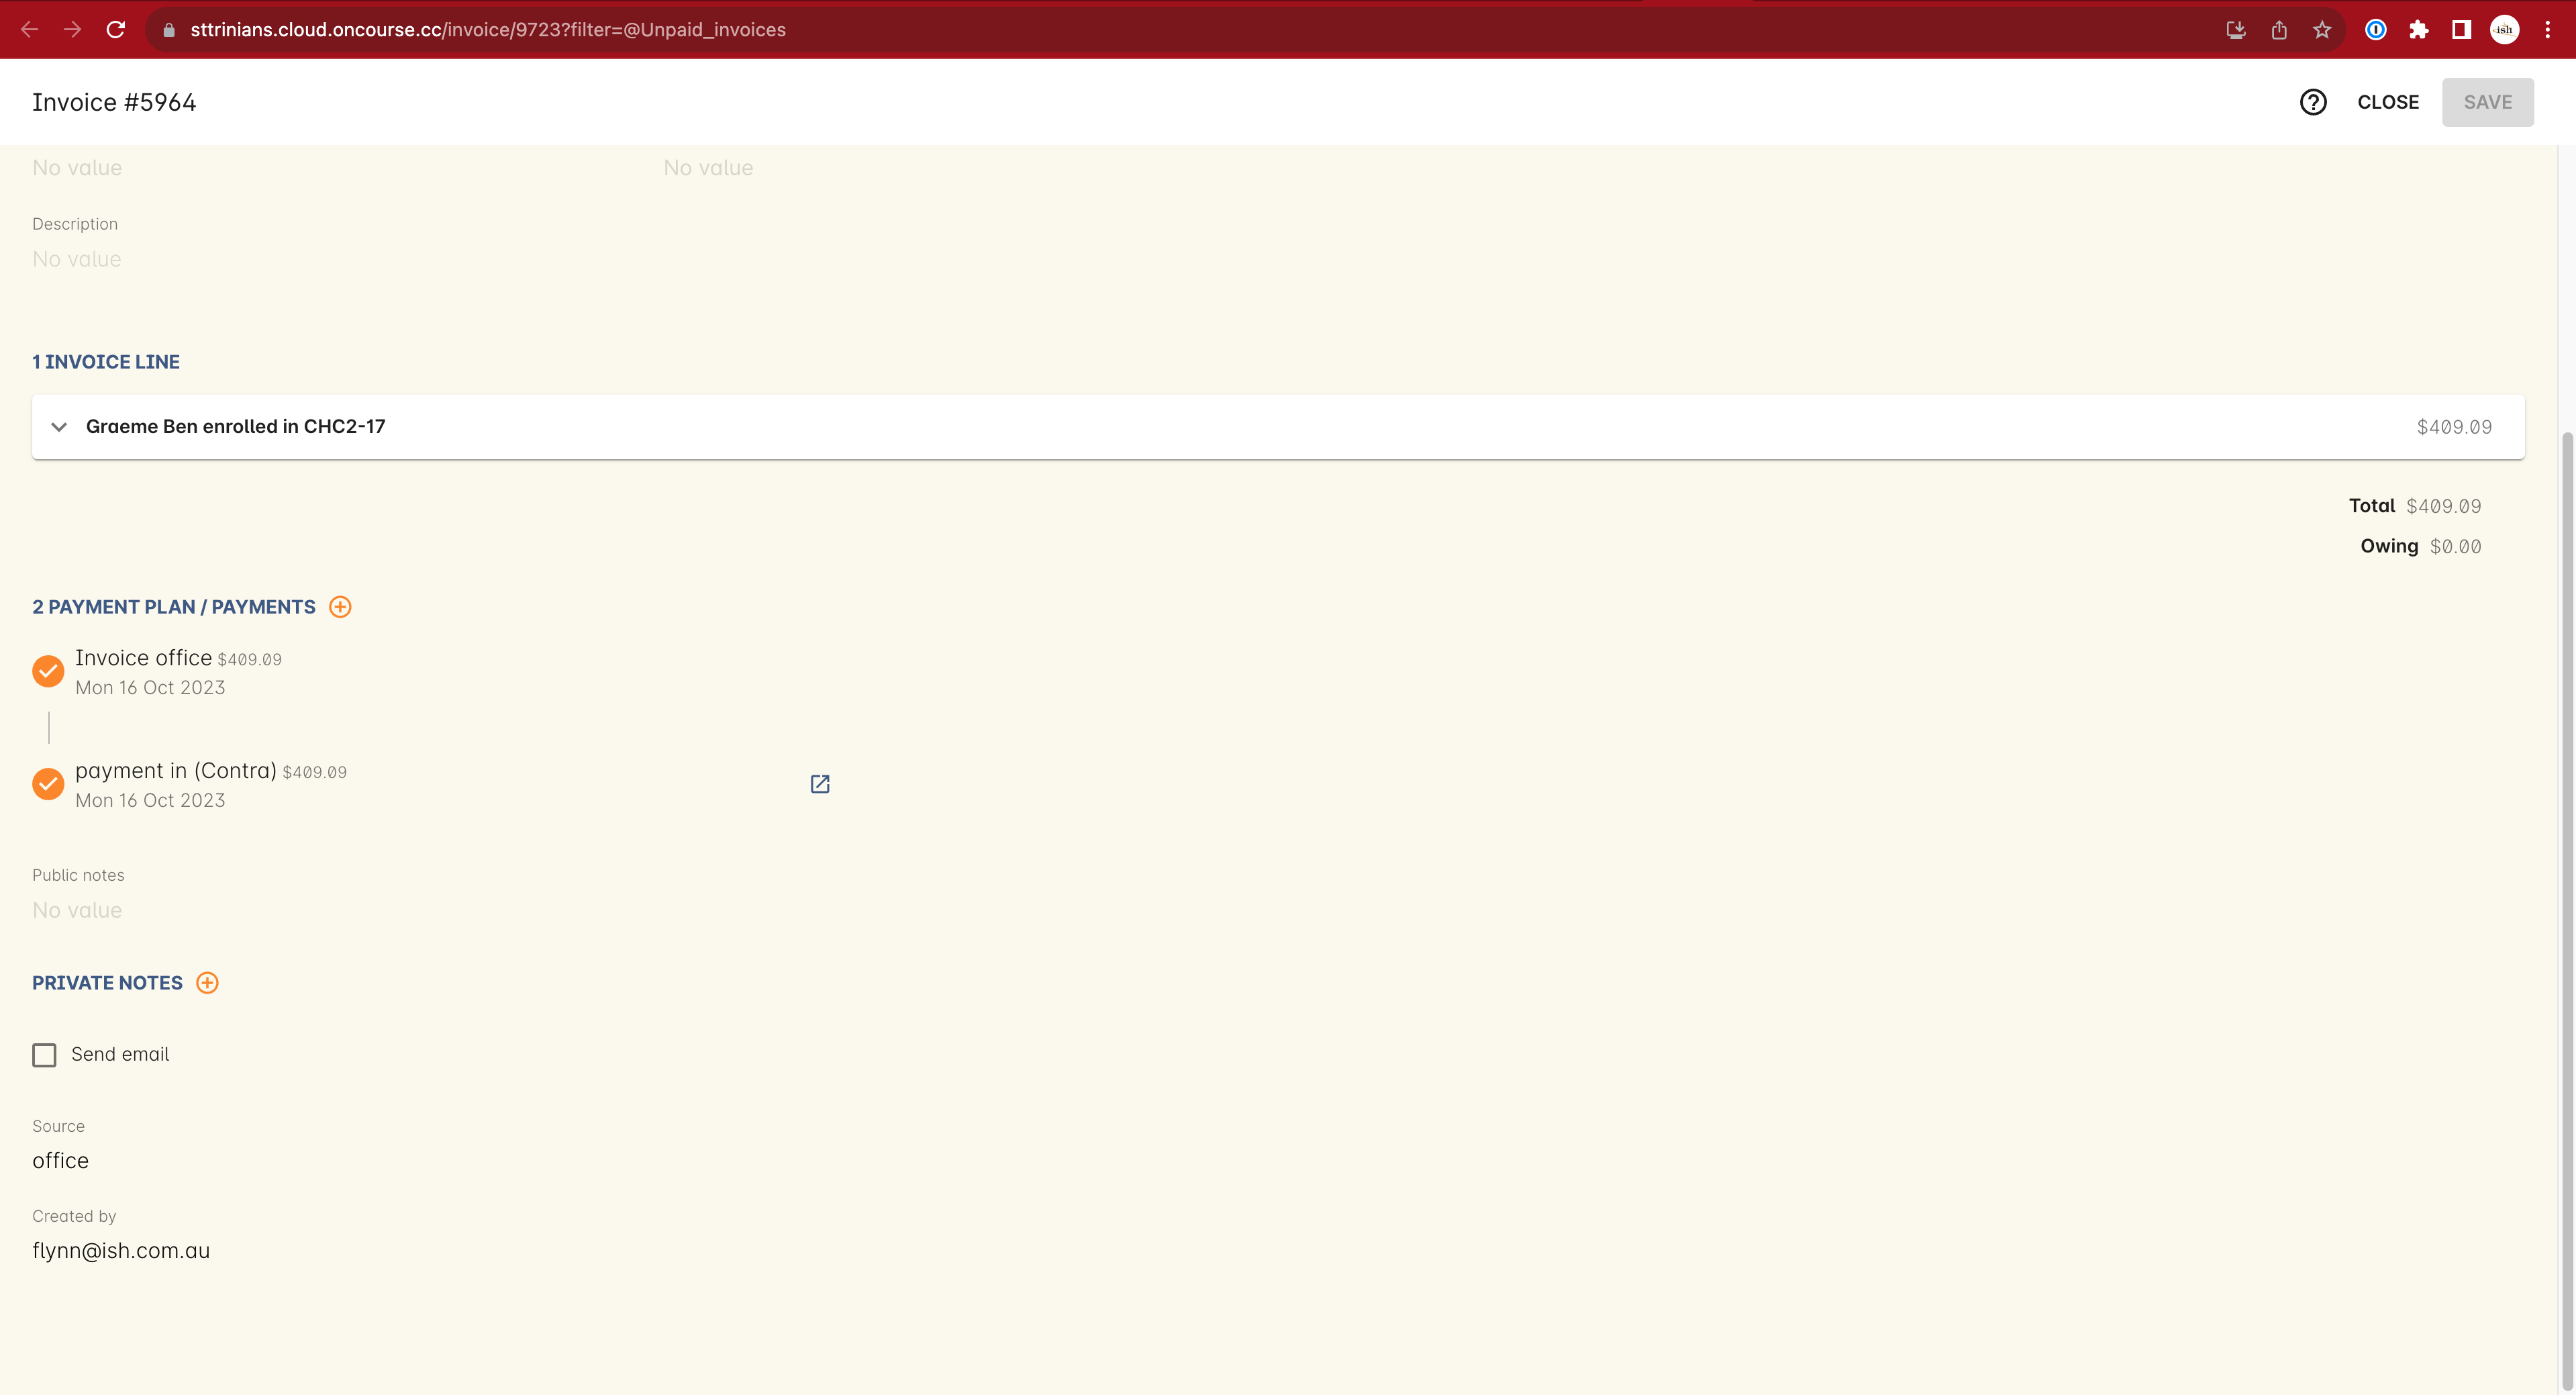 sttrinians.cloud.oncourse.cc/invoice/9723?filter=@Unpaid_invoices
ish
Invoice #5964
CLOSE
SAVE
No value
No value
Description
No value
1 INVOICE LINE
Graeme Ben enrolled in CHC2-17
$409.09
Total $409.09
Owing $0.00
2 PAYMENT PLAN / PAYMENTS
Invoice office $409.09
Mon 16 Oct 2023
payment in (Contra) $409.09
Mon 16 Oct 2023
Public notes
No value
PRIVATE NOTES
Send email
Source
office
Created by
flynn@ish.com.au